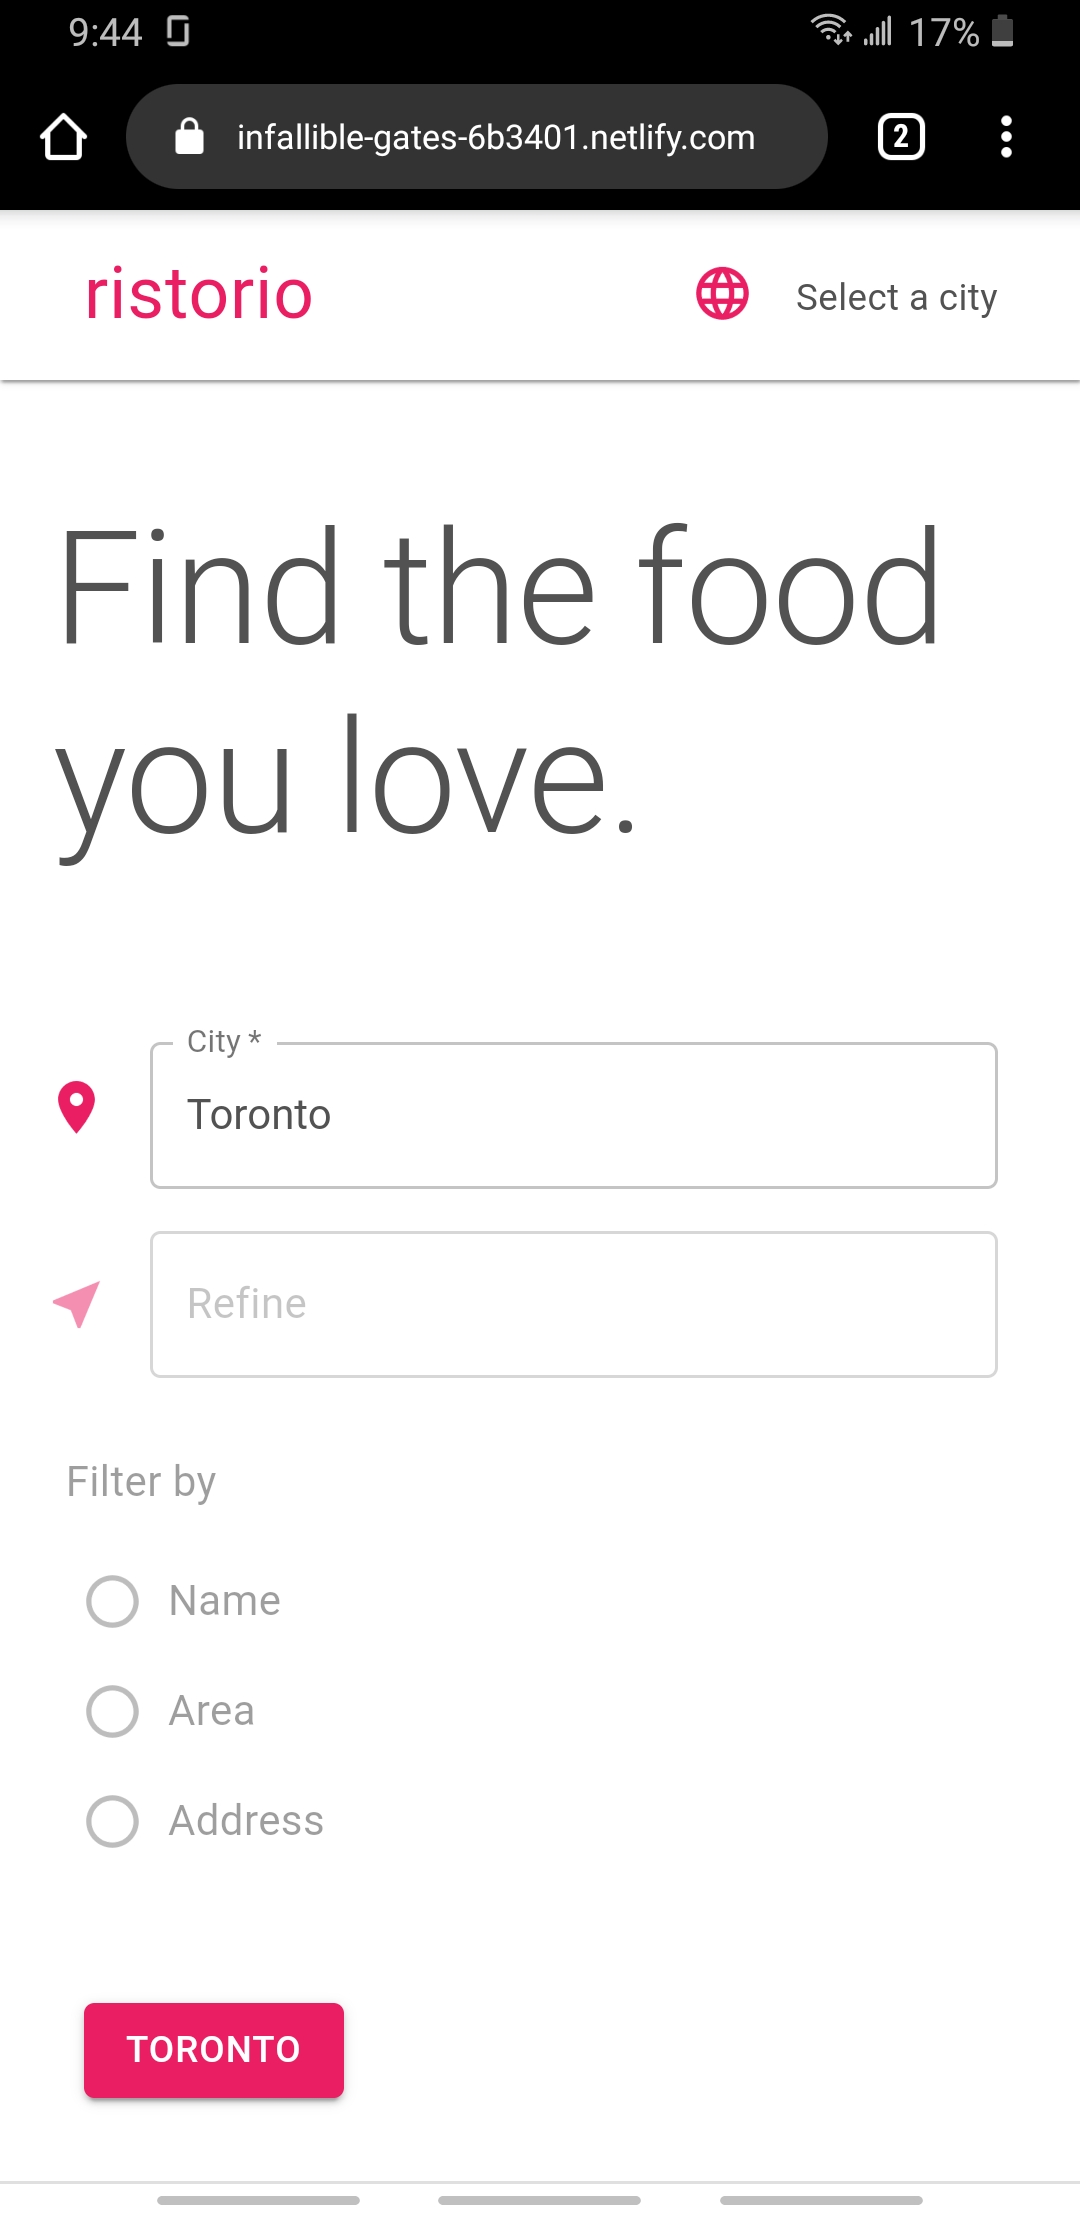 9:44
17%
infallible-gates-6b3401.netlify.com
2
ristorio
Select a city
Find the food
you love.
City *
Toronto
Refine
Filter by
Name
Area
Address
TORONTO